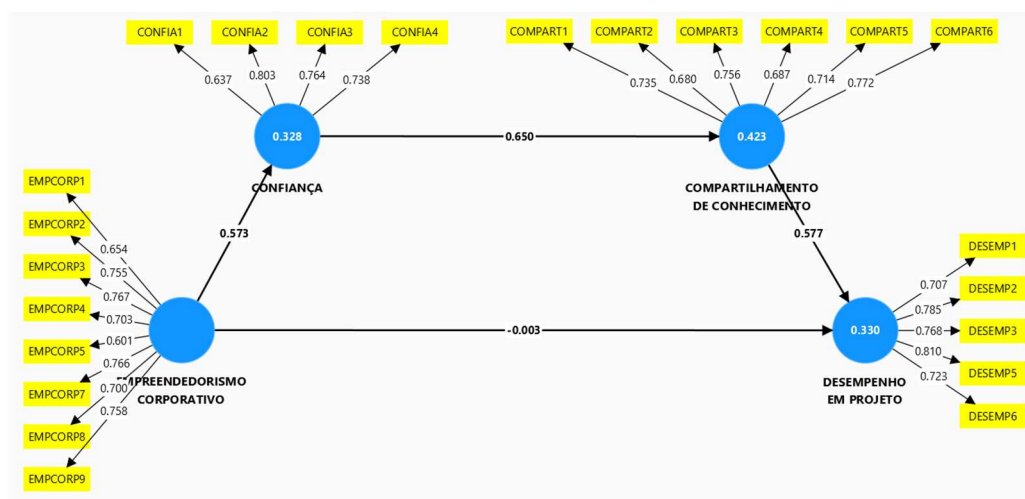 CONFIA1 CONFIA2 CONFIA3 CONFIA4
COMPART1 COMPART2 COMPART3 COMPART4 COMPART5 COMPART6
0.637 0.803 0.764 0.738
0.735 0.680 0.756 0.687 0.714 0.772
0.328
0.650
0.423
CONFIANÇA
COMPARTILHAMENTO
DE CONHECIMENTO
0.573
0.577
EMPCORP1
EMPCORP2
EMPCORP3
EMPCORP4
EMPCORP5
EMPCORP7
EMPCORP8
EMPCORP9
0.654
0.755
0.767
0.703
0.601
0.766
0.700
0.758
EMPREENDEDORISMO
CORPORATIVO
-0.003
0.330
DESEMPENHO
EM PROJETO
0.707
0.785
0.768
0.810
0.723
DESEMP1
DESEMP2
DESEMP3
DESEMP5
DESEMP6